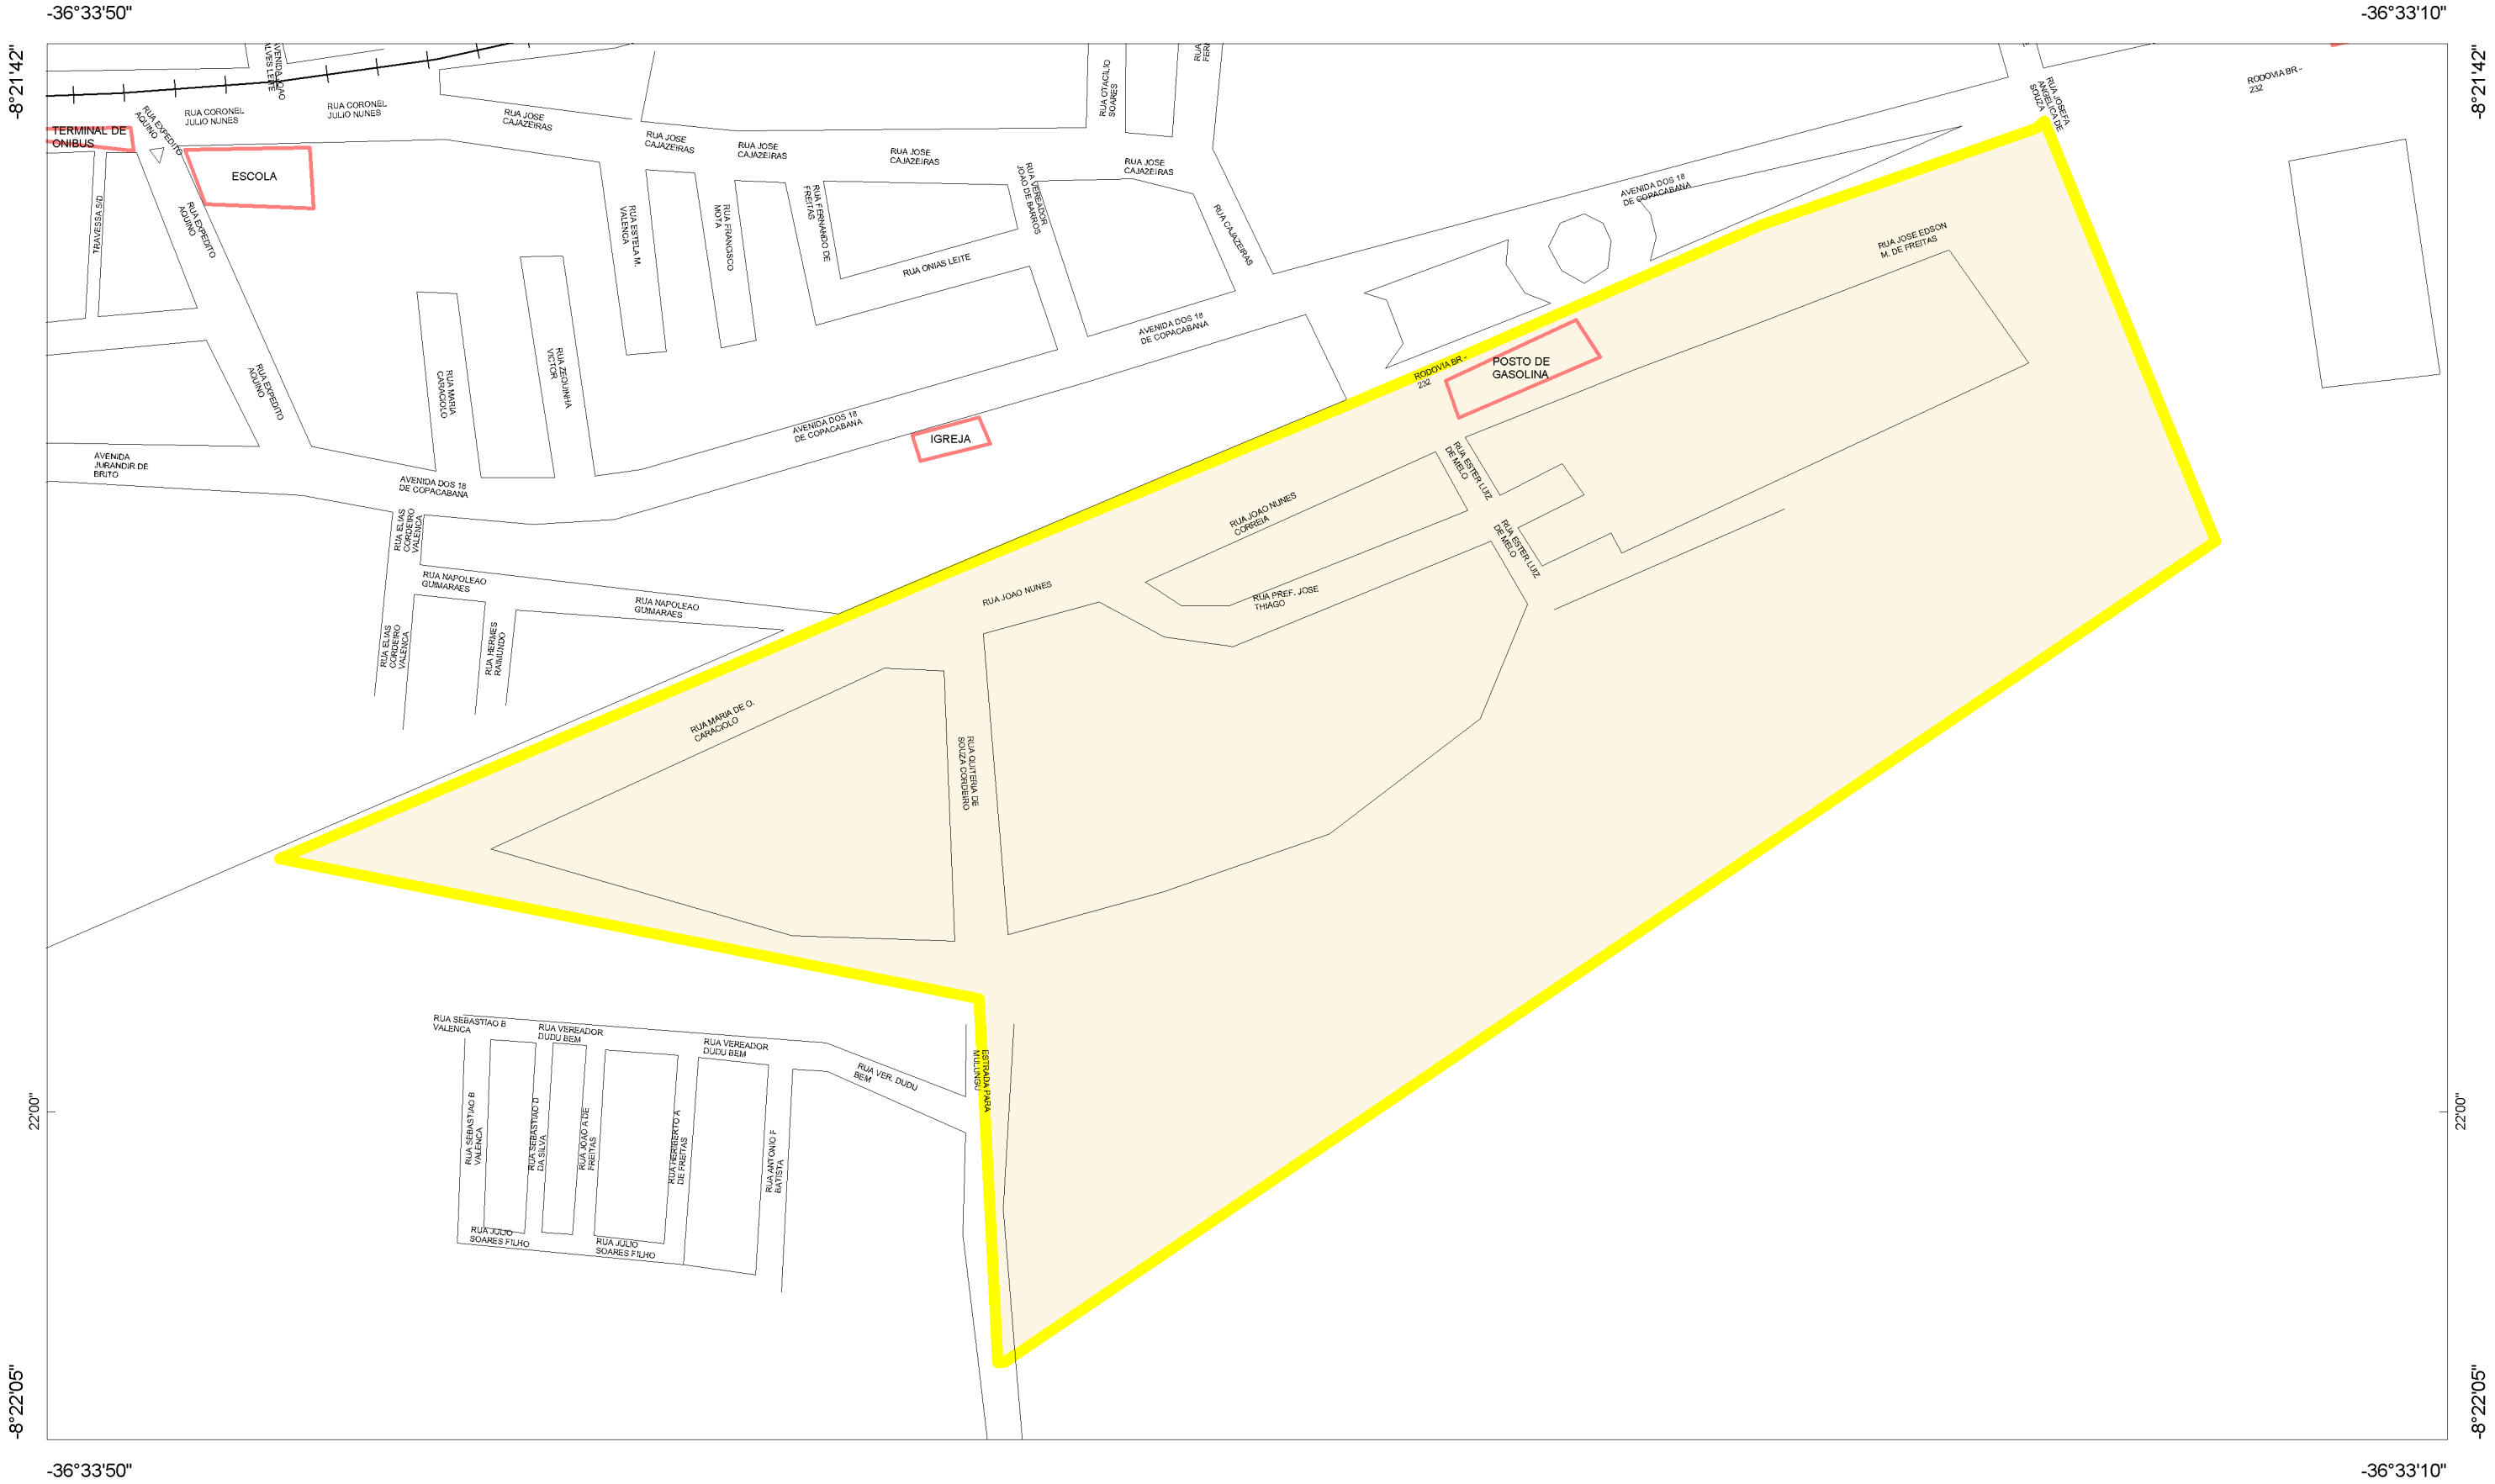 -36°33'50"
-36°33'10"
-8°21'42"
-8°21'42"
AVENIDA JOAO
ALVES LEITE
RUA
FERN
RUA OTACILIO
SOARES
RUA JOSEFA
ANGELICA DE
SOUZA
RODOVIA BR -
232
RUA EXPEDITO
AQUINO
RUA CORONEL
JULIO NUNES
RUA CORONEL
JULIO NUNES
RUA JOSE
CAJAZEIRAS
RUA JOSE
CAJAZEIRAS
RUA JOSE
CAJAZEIRAS
RUA JOSE
CAJAZEIRAS
RUA JOSE
CAJAZEIRAS
TERMINAL DE
ONIBUS
ESCOLA
TRAVESSA S/D
RUA EXPEDITO
AQUINO
RUA ESTELA M.
VALENCA
RUA FRANCISCO
MOTA
RUA FERNANDO DE
FREITAS
RUA VEREADOR
JOAO DE BARROS
RUA CAJAZEIRAS
AVENIDA DOS 18
DE COPACABANA
RUA JOSE EDSON
M. DE FREITAS
RUA ONIAS LEITE
AVENIDA DOS 18
DE COPACABANA
RUA EXPEDITO
AQUINO
RUA MARIA
CARACIOLO
RUA ZEQUINHA
VICTOR
RODOVIA BR -
232
POSTO DE
GASOLINA
AVENIDA DOS 18
DE COPACABANA
IGREJA
AVENIDA
JURANDIR DE
BRITO
AVENIDA DOS 18
DE COPACABANA
RUA ESTER LUIZ
DE MELO
RUA JOAO NUNES
CORREIA
RUA ELIAS
CORDEIRO
VALENCA
RUA ESTER LUIZ
DE MELO
RUA NAPOLEAO
GUIMARAES
RUA NAPOLEAO
GUIMARAES
RUA JOAO NUNES
RUA PREF. JOSE
THIAGO
RUA ELIAS
CORDEIRO
VALENCA
RUA HERMES
RAIMUNDO
RUA MARIA DE O.
CARACIOLO
RUA QUITERIA DE
SOUZA CORDEIRO
RUA SEBASTIAO B
VALENCA
RUA VEREADOR
DUDU BEM
RUA VEREADOR
DUDU BEM
RUA VER. DUDU
BEM
ESTRADA PARA
MULUNGU
22'00"
22'00"
RUA SEBASTIAO B
VALENCA
RUA SEBASTIAO D
DA SILVA
RUA JOAO A DE
FREITAS
RUA HERIBERTO A
DE FREITAS
RUA ANTONIO F
BATISTA
RUA JULIO
SOARES FILHO
RUA JULIO
SOARES FILHO
-8°22'05"
-8°22'05"
-36°33'50"
-36°33'10"